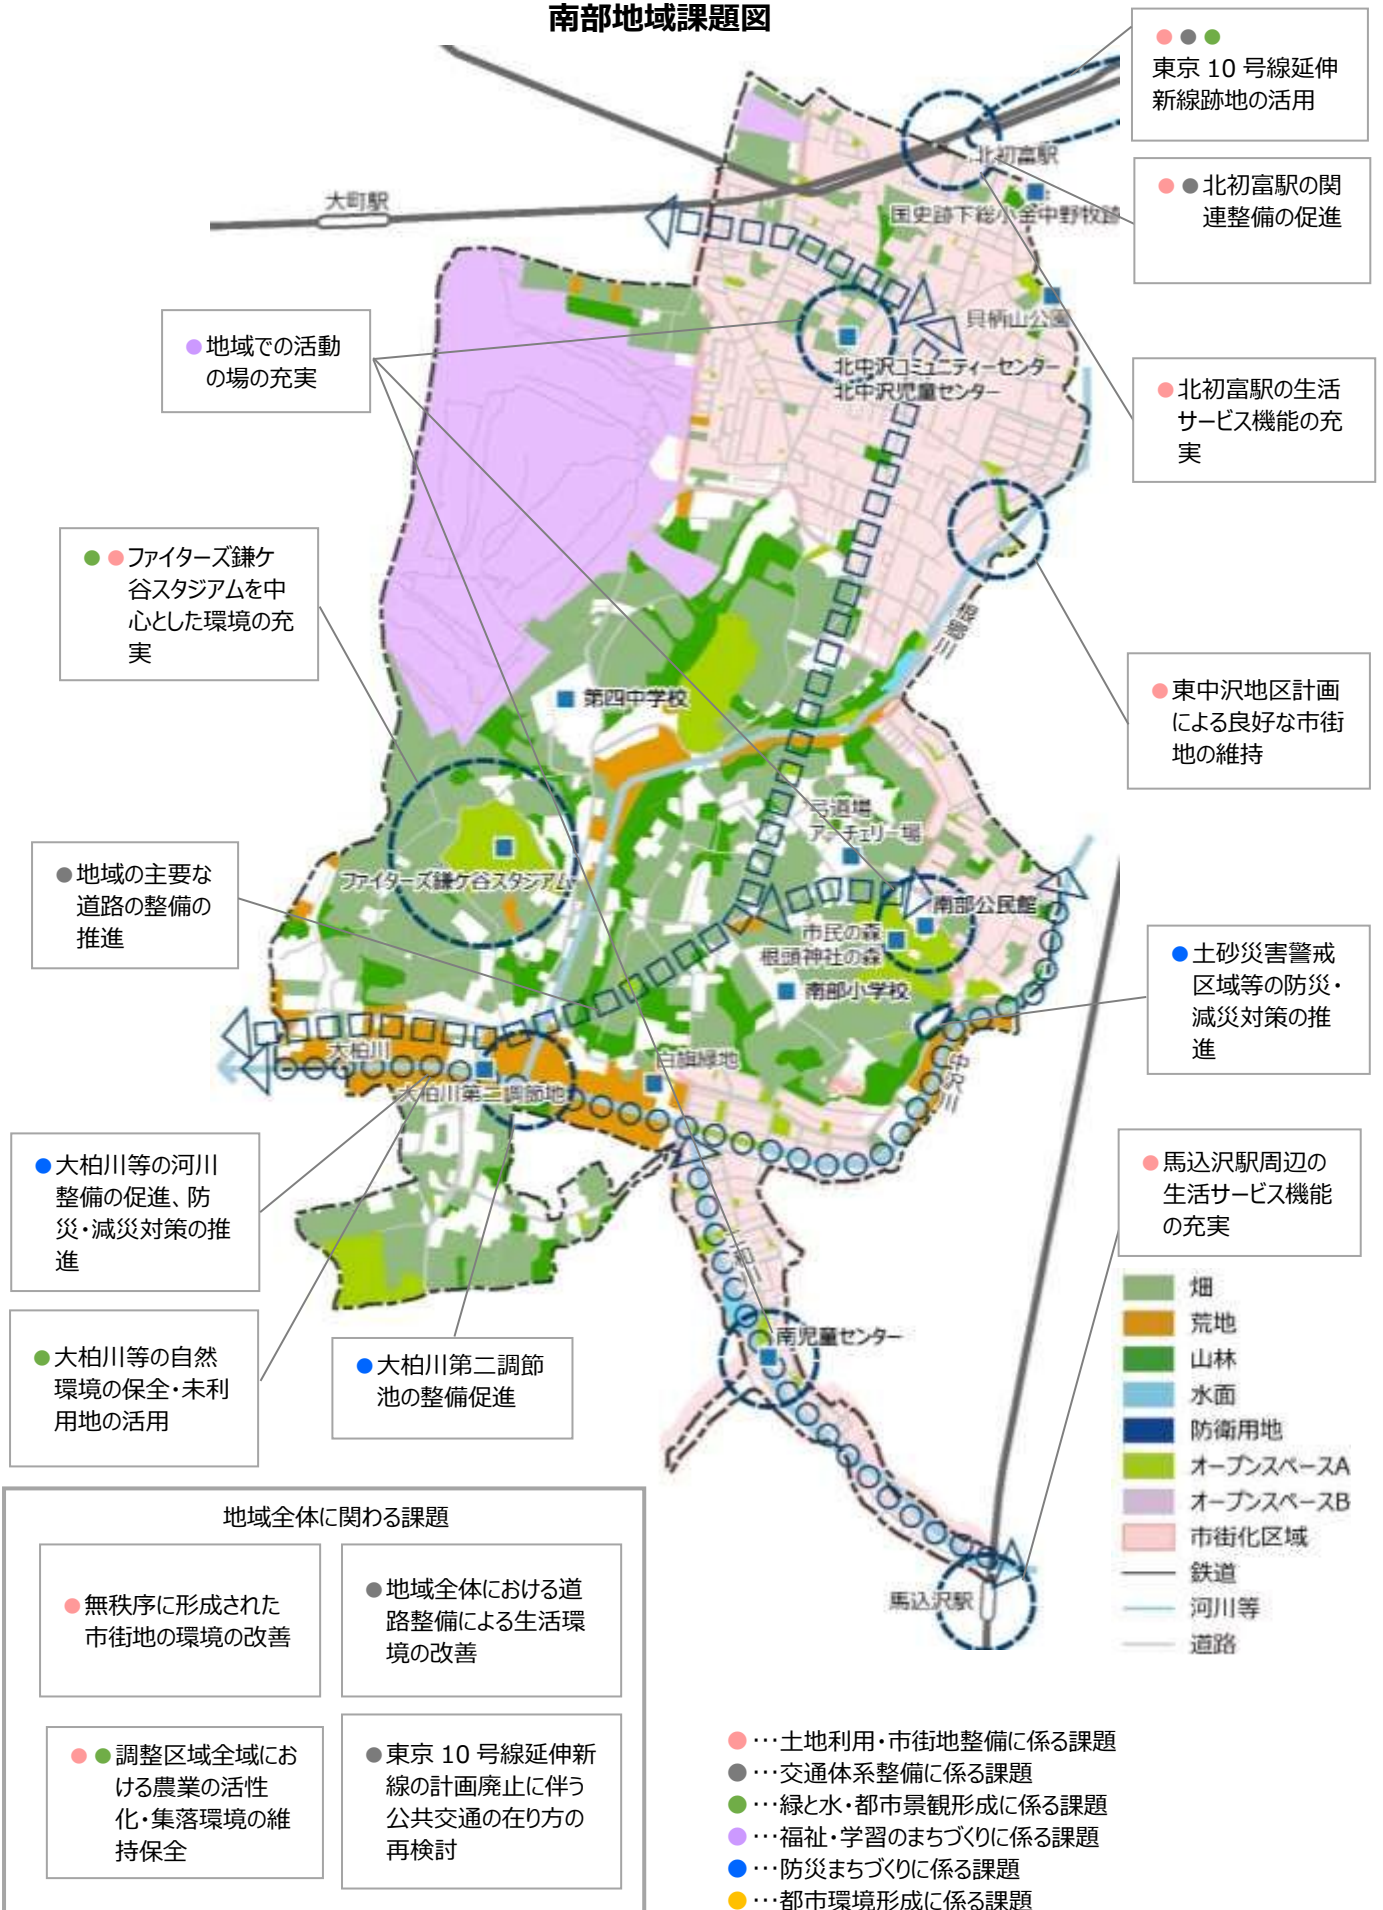 南部地域課題図
東京 10 号線延伸
新線跡地の活用
北初富駅の関
連整備の促進
北初富駅の生活
サービス機能の充
実
東中沢地区計画
による良好な市街
地の維持
土砂災害警戒
区域等の防災・
減災対策の推
進
馬込沢駅周辺の
生活サービス機能
の充実
地域での活動
の場の充実
ファイターズ鎌ケ
谷スタジアムを中
心とした環境の充
実
地域の主要な
道路の整備の
推進
大柏川等の河川
整備の促進、防
災・減災対策の推
進
大柏川等の自然
環境の保全・未利
用地の活用
大柏川第二調節
池の整備促進
北初富駅
大町駅
国史跡下総小金中野牧跡
貝柄山公園
北中沢コミュニティーセンター
北中沢児童センター
根郷川
第四中学校
弓道場
アーチェリー場
ファイターズ鎌ケ谷スタジアム
南部公民館
市民の森
根頭神社の森
南部小学校
中沢川
大柏川
白旗緑地
大柏川第二調節地
二和川
南児童センター
馬込沢駅
畑
荒地
山林
水面
防衛用地
オープンスペースA
オープンスペースB
市街化区域
鉄道
河川等
道路
地域全体に関わる課題
無秩序に形成された
市街地の環境の改善
地域全体における道
路整備による生活環
境の改善
調整区域全域にお
ける農業の活性
化・集落環境の維
持保全
東京 10 号線延伸新
線の計画廃止に伴う
公共交通の在り方の
再検討
…土地利用・市街地整備に係る課題
…交通体系整備に係る課題
…緑と水・都市景観形成に係る課題
…福祉・学習のまちづくりに係る課題
…防災まちづくりに係る課題
…都市環境形成に係る課題